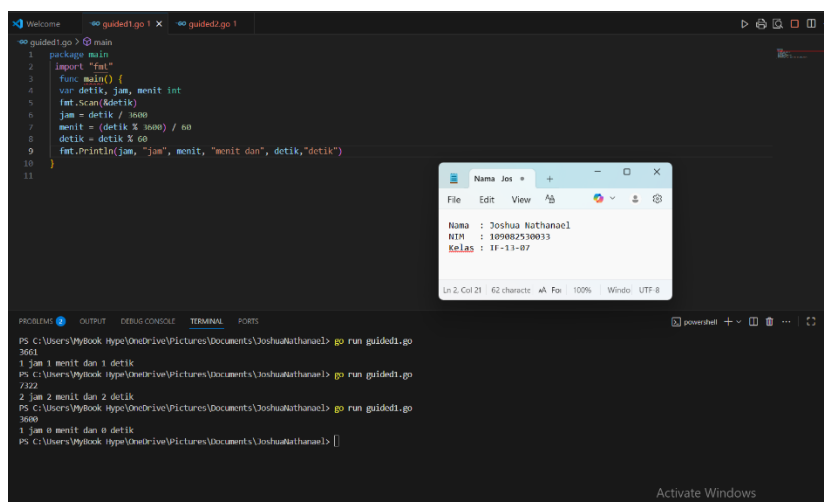 Welcome guided1.go 1 guided2.go 1
guided1.go > main
1 package main
2 import "fmt"
3 func main() {
4 var detik, jam, menit int
5 fmt.Scan(&detik)
6 jam = detik / 3600
7 menit = (detik % 3600) / 60
8 detik = detik % 60
9 fmt.Println(jam, "jam", menit, "menit dan", detik,"detik")
10 }
11
Nama Jos
File Edit View
Nama : Joshua Nathanael
NIM : 109082530033
Kelas : IF-13-07
Ln 2, Col 21 62 characte For 100% Windo UTF-8
PROBLEMS 2 OUTPUT DEBUG CONSOLE TERMINAL PORTS powershell
PS C:\Users\MyBook Hype\OneDrive\Pictures\Documents\JoshuaNathanael> go run guided1.go
3661
1 jam 1 menit dan 1 detik
PS C:\Users\MyBook Hype\OneDrive\Pictures\Documents\JoshuaNathanael> go run guided1.go
7322
2 jam 2 menit dan 2 detik
PS C:\Users\MyBook Hype\OneDrive\Pictures\Documents\JoshuaNathanael> go run guided1.go
3600
1 jam 0 menit dan 0 detik
PS C:\Users\MyBook Hype\OneDrive\Pictures\Documents\JoshuaNathanael>
Activate Windows